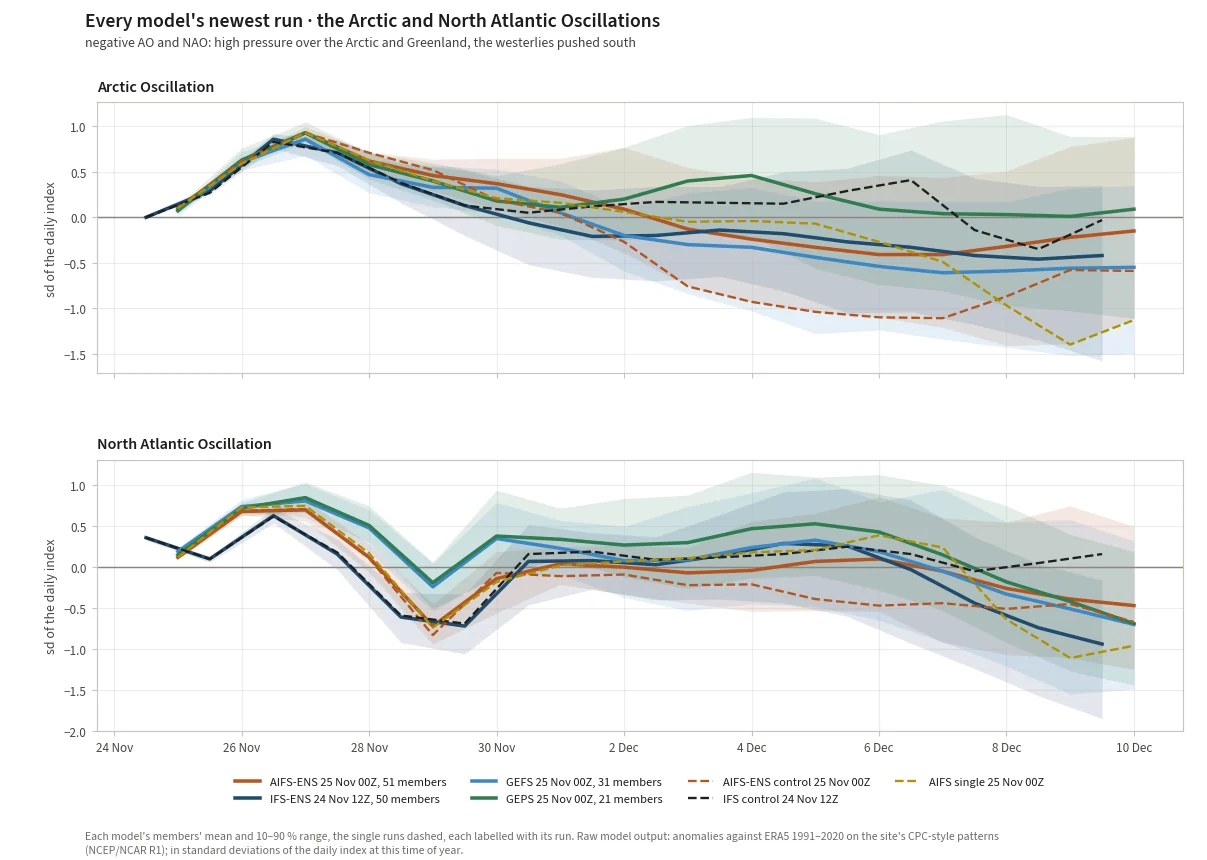 Every model's newest run · the Arctic and North Atlantic Oscillations
negative AO and NAO: high pressure over the Arctic and Greenland, the westerlies pushed south
Arctic Oscillation
1.0
0.5
0.0
−0.5
−1.0
−1.5
sd of the daily index
North Atlantic Oscillation
1.0
0.5
0.0
−0.5
−1.0
−1.5
−2.0
sd of the daily index
24 Nov 26 Nov 28 Nov 30 Nov 2 Dec 4 Dec 6 Dec 8 Dec 10 Dec
AIFS-ENS 25 Nov 00Z, 51 members GEFS 25 Nov 00Z, 31 members AIFS-ENS control 25 Nov 00Z AIFS single 25 Nov 00Z
IFS-ENS 24 Nov 12Z, 50 members GEPS 25 Nov 00Z, 21 members IFS control 24 Nov 12Z
Each model's members' mean and 10–90 % range, the single runs dashed, each labelled with its run. Raw model output: anomalies against ERA5 1991–2020 on the site's CPC-style patterns
(NCEP/NCAR R1); in standard deviations of the daily index at this time of year.